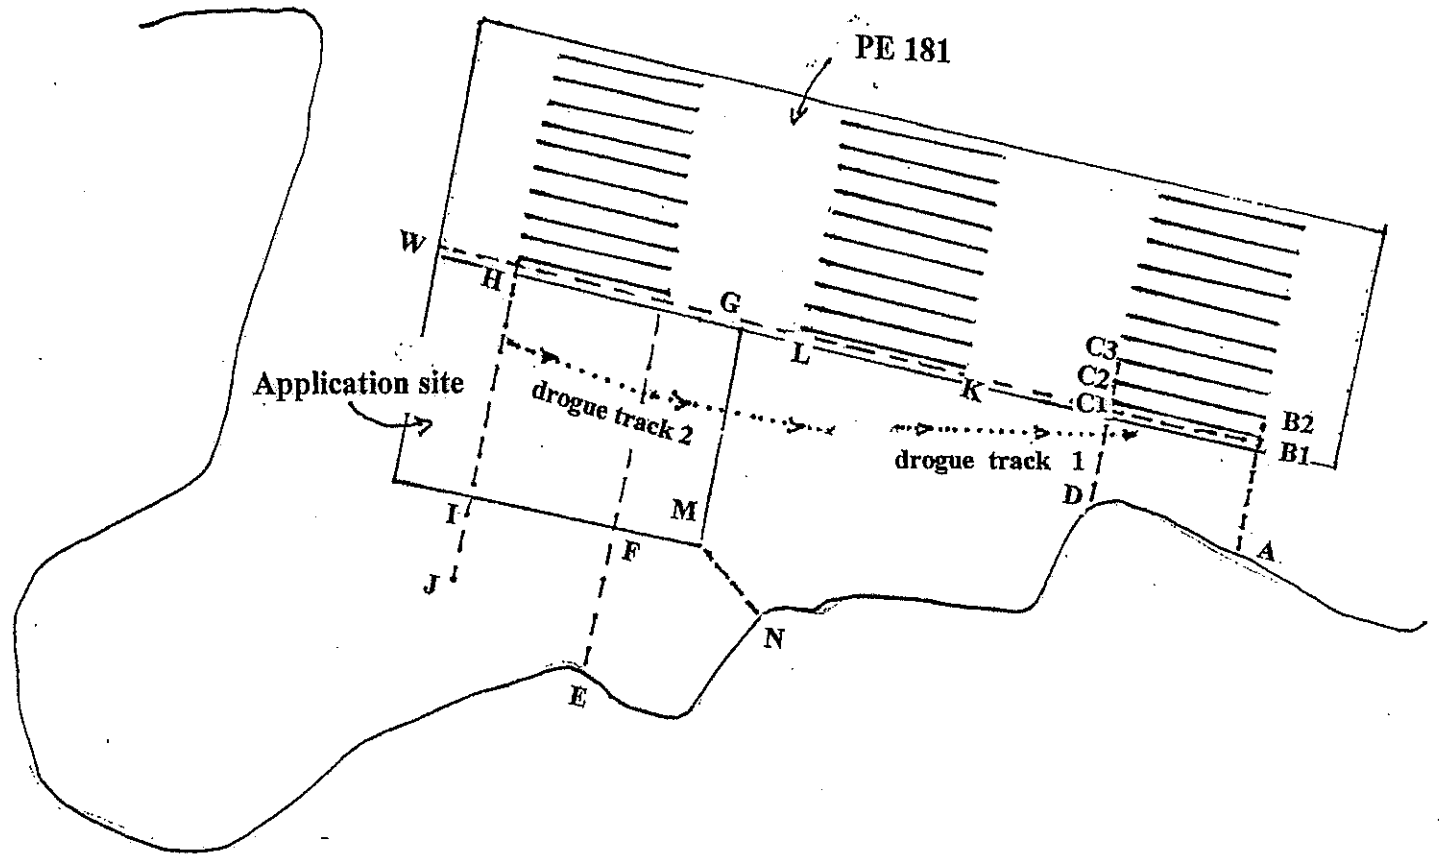 PE 181
W
H
G
L
K
C3
C2
C1
B2
B1
Application site
drogue track 2
drogue track 1
D
A
I
M
F
J
N
E